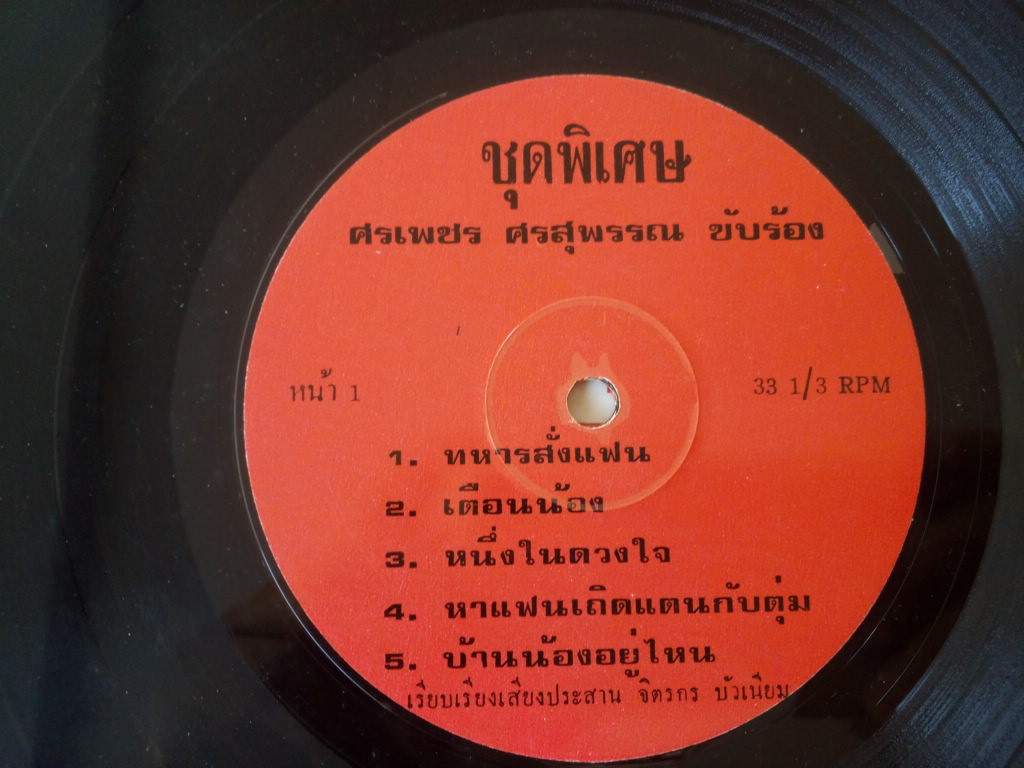 ชุดพิเศษ
ศรเพชร ศรสุพรรณ ขับร้อง
หน้า 1
33 1/3 RPM
1. ทหารสั่งแฟน
2. เตือนน้อง
3. หนึ่งในดวงใจ
4. หาแฟนเถิดแตนกับตุ่ม
5. บ้านน้องอยู่ไหน
เรียบเรียงเสียงประสาน จิตรกร บัวเนียม